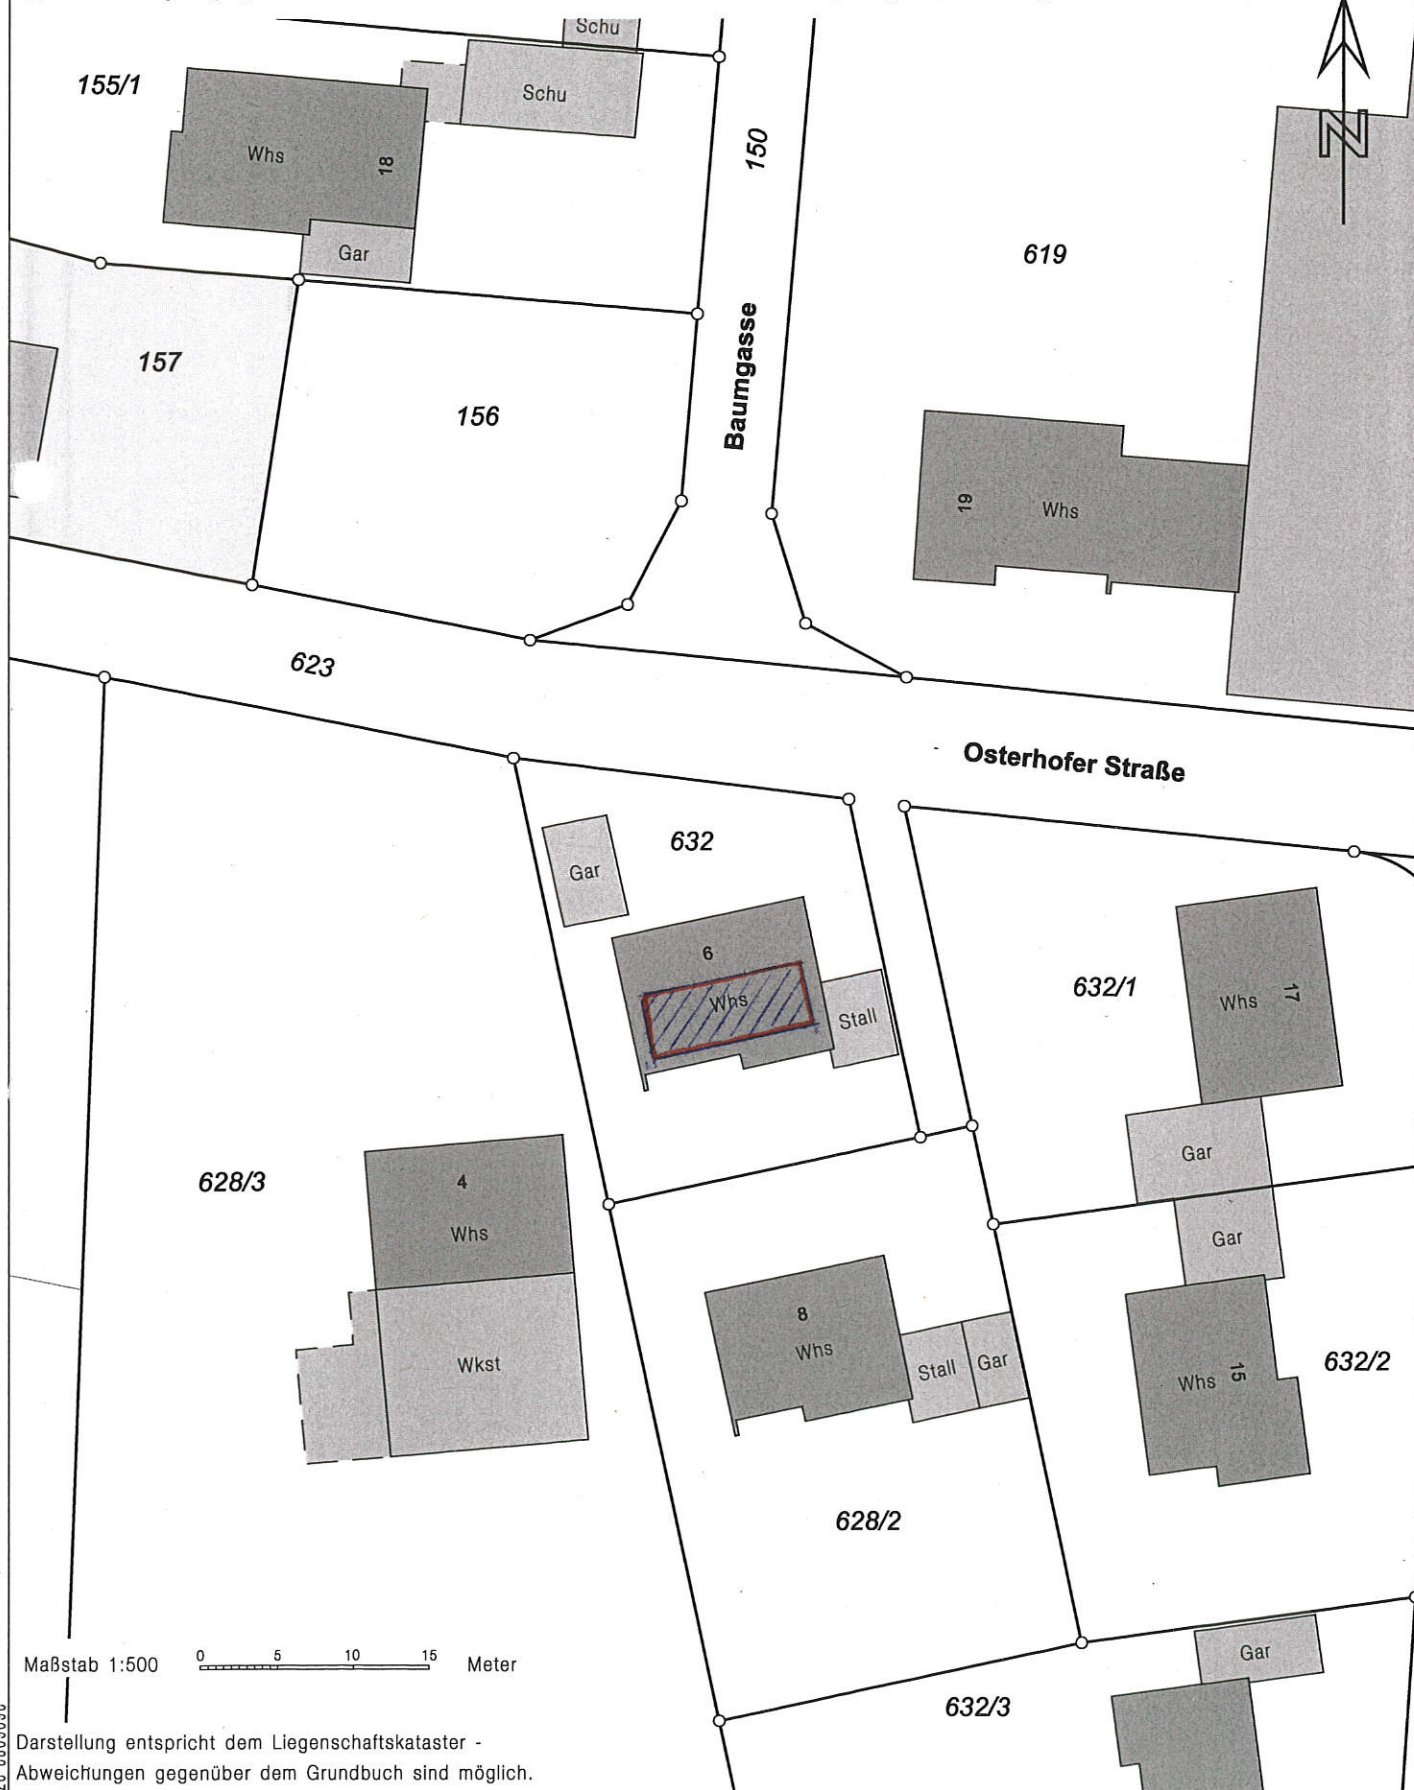 Schu
155/1
Schu
N
Whs
18
150
Gar
619
157
156
Baumgasse
19
Whs
623
Osterhofer Straße
632
Gar
6
Whs
Stall
632/1
Whs
17
628/3
4
Whs
Gar
Gar
8
Whs
Wkst
Stall
Gar
Whs
15
632/2
628/2
Gar
632/3
Maßstab 1:500
0 5 10 15
Meter
Darstellung entspricht dem Liegenschaftskataster -
Abweichungen gegenüber dem Grundbuch sind möglich.